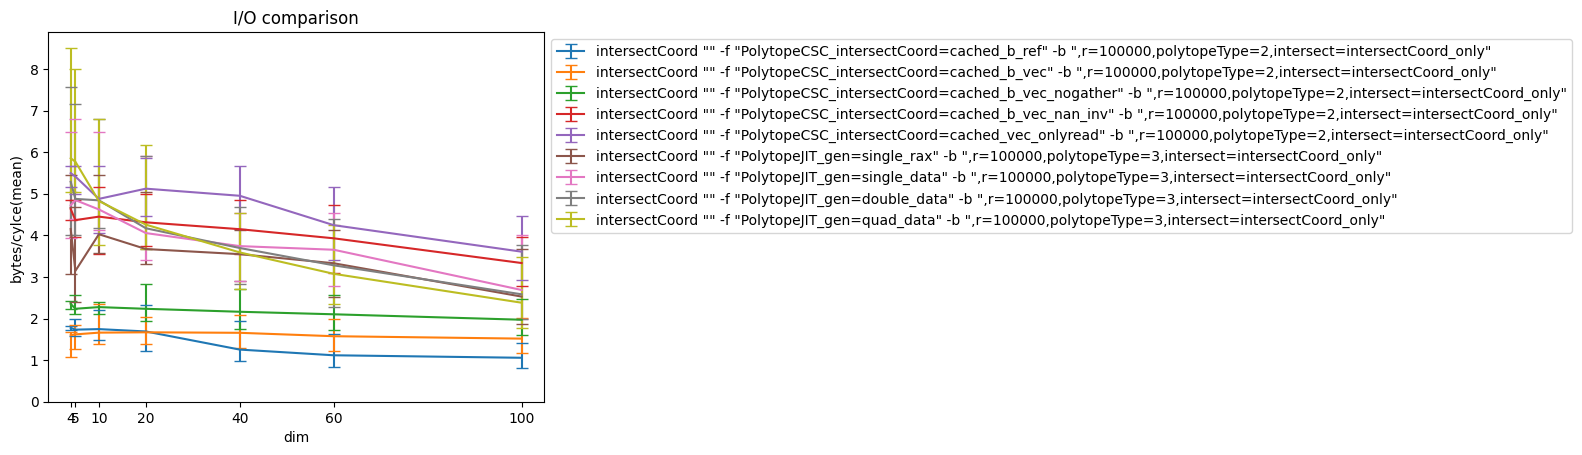 I/O comparison
bytes/cylce(mean)
8
7
6
5
4
3
2
1
0
4
5
10
20
40
60
100
dim
intersectCoord "" -f "PolytopeCSC_intersectCoord=cached_b_ref" -b ",r=100000,polytopeType=2,intersect=intersectCoord_only"
intersectCoord "" -f "PolytopeCSC_intersectCoord=cached_b_vec" -b ",r=100000,polytopeType=2,intersect=intersectCoord_only"
intersectCoord "" -f "PolytopeCSC_intersectCoord=cached_b_vec_nogather" -b ",r=100000,polytopeType=2,intersect=intersectCoord_only"
intersectCoord "" -f "PolytopeCSC_intersectCoord=cached_b_vec_nan_inv" -b ",r=100000,polytopeType=2,intersect=intersectCoord_only"
intersectCoord "" -f "PolytopeCSC_intersectCoord=cached_vec_onlyread" -b ",r=100000,polytopeType=2,intersect=intersectCoord_only"
intersectCoord "" -f "PolytopeJIT_gen=single_rax" -b ",r=100000,polytopeType=3,intersect=intersectCoord_only"
intersectCoord "" -f "PolytopeJIT_gen=single_data" -b ",r=100000,polytopeType=3,intersect=intersectCoord_only"
intersectCoord "" -f "PolytopeJIT_gen=double_data" -b ",r=100000,polytopeType=3,intersect=intersectCoord_only"
intersectCoord "" -f "PolytopeJIT_gen=quad_data" -b ",r=100000,polytopeType=3,intersect=intersectCoord_only"